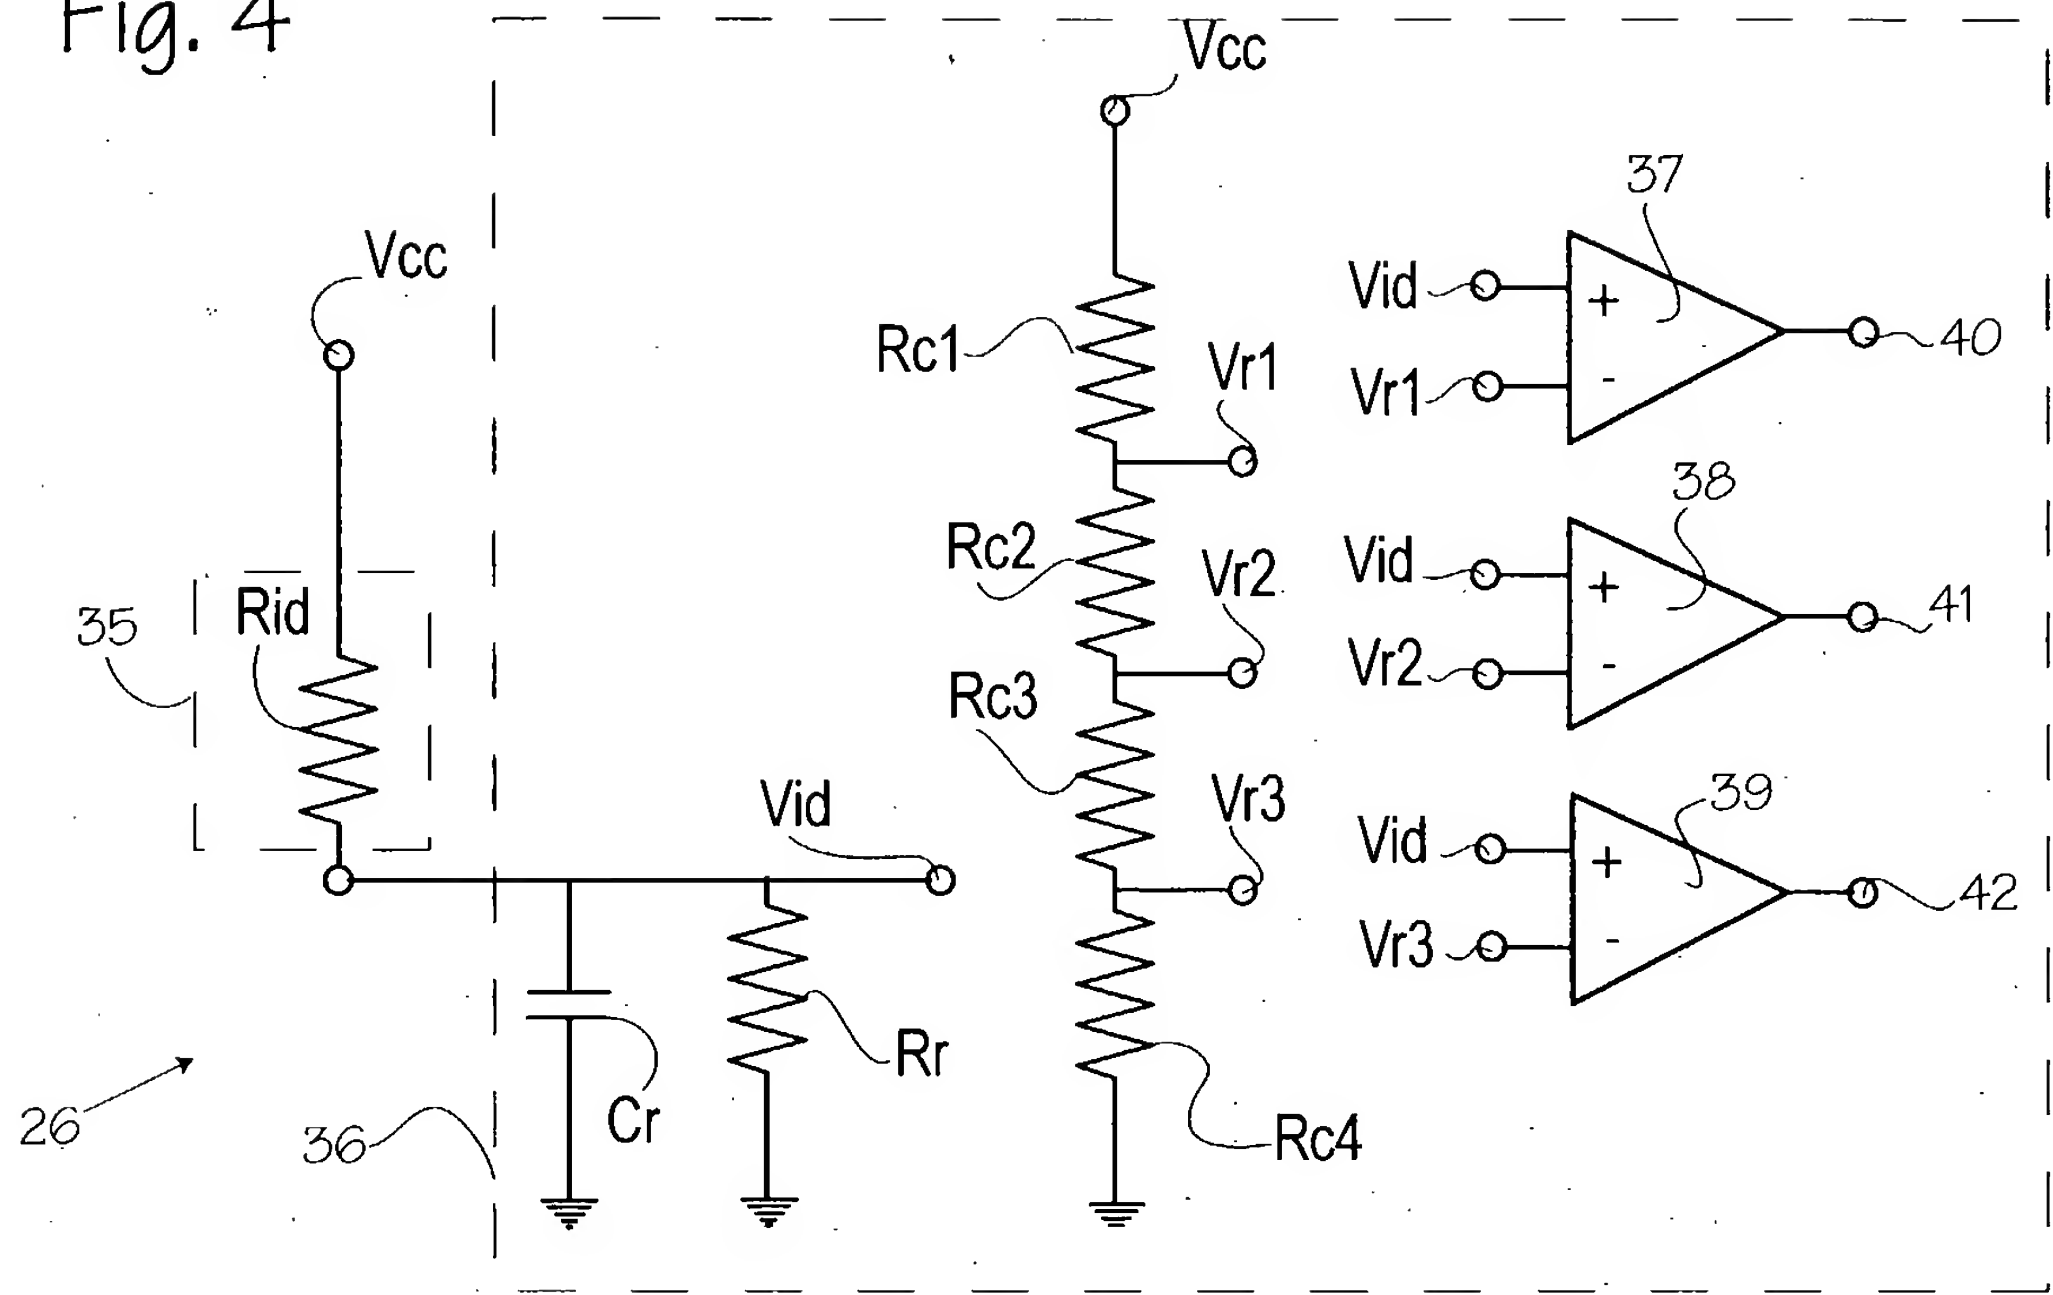 Fig. 4
Vcc
Vcc
37
Vid
+
40
Rc1
Vr1
Vr1
-
38
Rc2
Vr2
Vid
+
41
Rid
35
Vr2
-
Rc3
39
Vid
Vr3
Vid
+
42
Vr3
-
Rr
Cr
26
36
Rc4